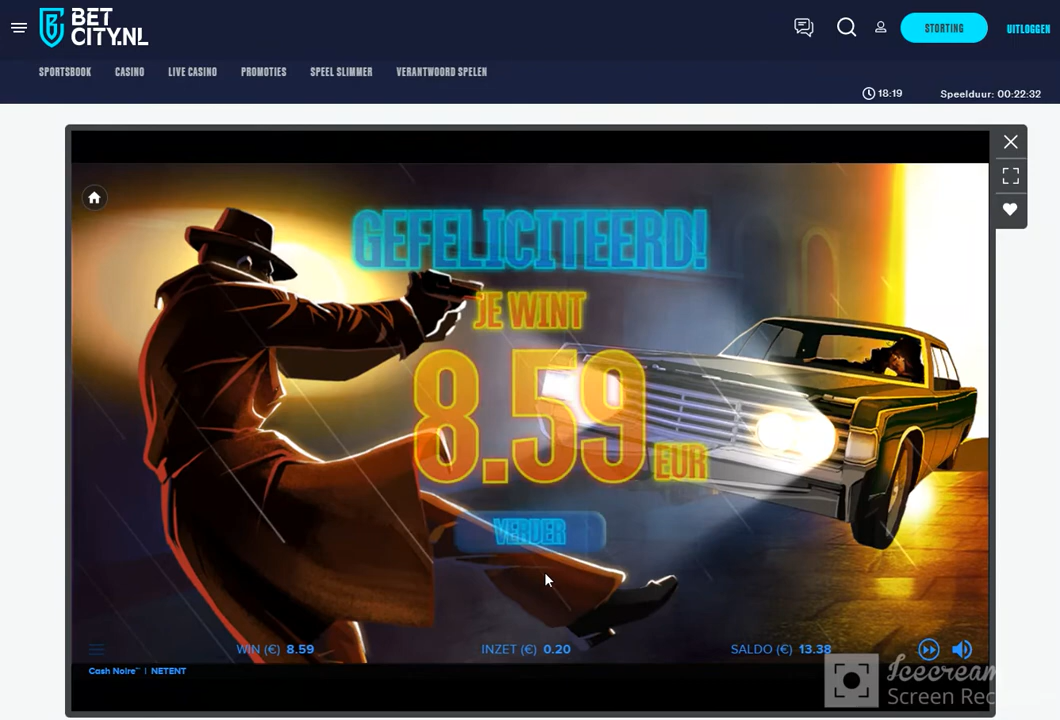 BET
CITY.NL
STORTING
UITLOGGEN
SPORTSBOOK CASINO LIVE CASINO PROMOTIES SPEEL SLIMMER VERANTWOORD SPELEN
18:19 Speelduur: 00:22:32
GEFELICITEERD!
JE WINT
8.59 EUR
VERDER
WIN (€) 8.59 INZET (€) 0.20 SALDO (€) 13.38
Cash Noire™ | NETENT
Icecream
Screen Rec